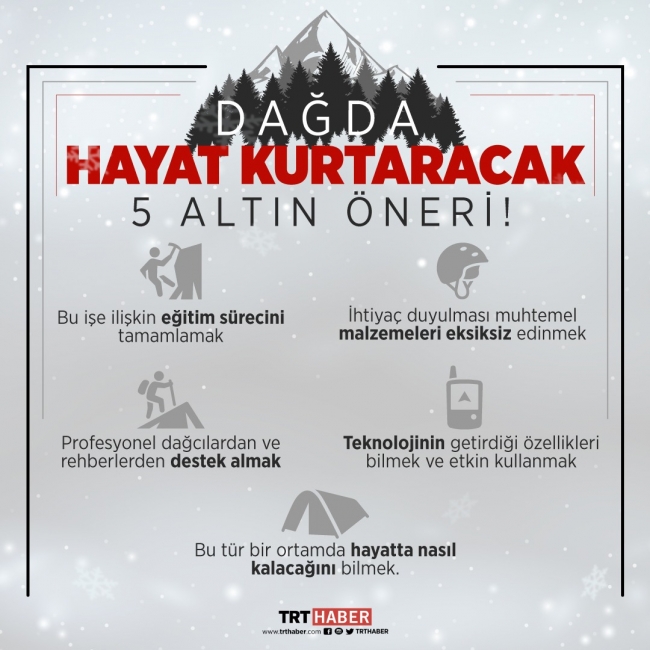 DAĞDA
HAYAT KURTARACAK
5 ALTIN ÖNERİ!
Bu işe ilişkin eğitim sürecini
tamamlamak
İhtiyaç duyulması muhtemel
malzemeleri eksiksiz edinmek
Profesyonel dağcılardan ve
rehberlerden destek almak
Teknolojinin getirdiği özellikleri
bilmek ve etkin kullanmak
Bu tür bir ortamda hayatta nasıl
kalacağını bilmek.
TRT HABER
www.trthaber.com TRTHABER